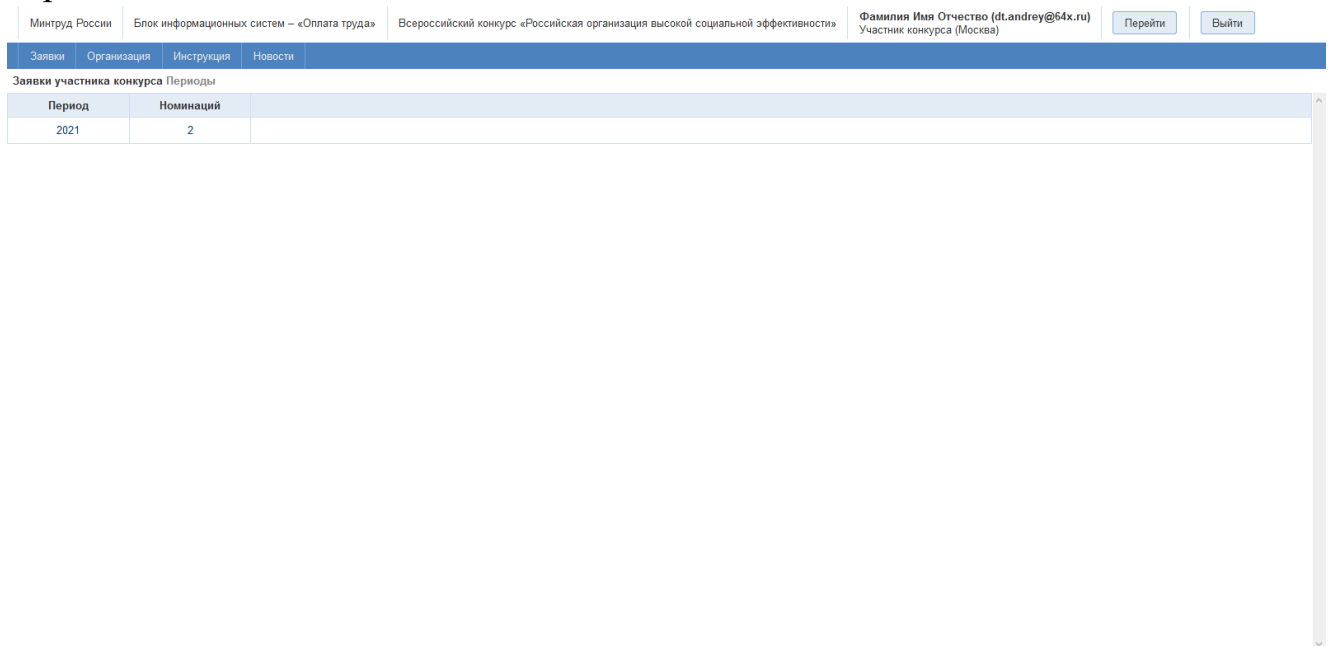 Минтруд России
Блок информационных систем – «Оплата труда»
Всероссийский конкурс «Российская организация высокой социальной эффективности»
Фамилия Имя Отчество (dt.andrey@64x.ru)
Участник конкурса (Москва)
Перейти
Выйти
Заявки Организация Инструкция Новости
Заявки участника конкурса Периоды
Период Номинаций
2021 2